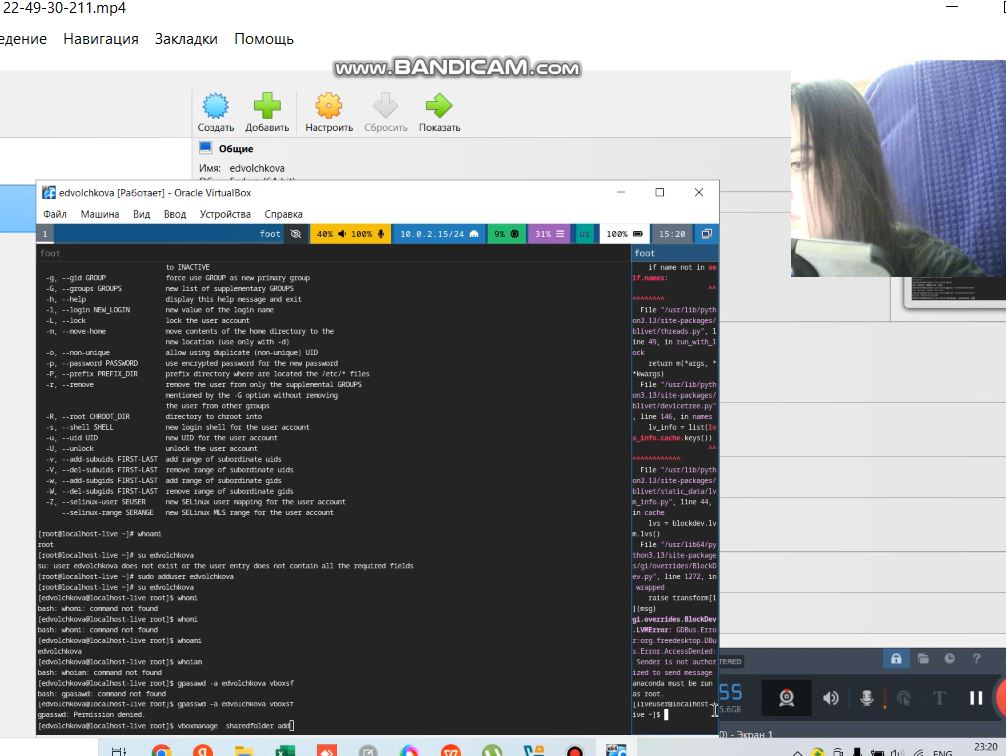 22-49-30-211.mp4
едение Навигация Закладки Помощь
www.BANDICAM.com
Создать Добавить Настроить Сбросить Показать
Общие
Имя: edvolchkova
edvolchkova [Работает] - Oracle VirtualBox
Файл Машина Вид Ввод Устройства Справка
1 foot 40% 100% 10.0.2.15/24 9% 31% us 100% 15:20
foot
to INACTIVE
-g, --gid GROUP force use GROUP as new primary group
-G, --groups GROUPS new list of supplementary GROUPS
-h, --help display this help message and exit
-l, --login NEW_LOGIN new value of the login name
-L, --lock lock the user account
-m, --move-home move contents of the home directory to the
new location (use only with -d)
-o, --non-unique allow using duplicate (non-unique) UID
-p, --password PASSWORD use encrypted password for the new password
-P, --prefix PREFIX_DIR prefix directory where are located the /etc/* files
-r, --remove remove the user from only the supplemental GROUPS
mentioned by the -G option without removing
the user from other groups
-R, --root CHROOT_DIR directory to chroot into
-s, --shell SHELL new login shell for the user account
-u, --uid UID new UID for the user account
-U, --unlock unlock the user account
-v, --add-subuids FIRST-LAST add range of subordinate uids
-V, --del-subuids FIRST-LAST remove range of subordinate uids
-w, --add-subgids FIRST-LAST add range of subordinate gids
-W, --del-subgids FIRST-LAST remove range of subordinate gids
-Z, --selinux-user SEUSER new SELinux user mapping for the user account
--selinux-range SERANGE new SELinux MLS range for the user account
[root@localhost-live ~]# whoami
root
[root@localhost-live ~]# su edvolchkova
su: user edvolchkova does not exist or the user entry does not contain all the required fields
[root@localhost-live ~]# sudo adduser edvolchkova
[root@localhost-live ~]# su edvolchkova
[edvolchkova@localhost-live root]$ whomi
bash: whomi: command not found
[edvolchkova@localhost-live root]$ whomi
bash: whomi: command not found
[edvolchkova@localhost-live root]$ whoami
edvolchkova
[edvolchkova@localhost-live root]$ whoiam
bash: whoiam: command not found
[edvolchkova@localhost-live root]$ gpasawd -a edvolchkova vboxsf
bash: gpasawd: command not found
[edvolchkova@localhost-live root]$ gpasswd -a edvolchkova vboxsf
gpasswd: Permission denied.
[edvolchkova@localhost-live root]$ vboxmanage sharedfolder add
foot
if name not in se
lf.names:
^^
^^^^^^^^
File "/usr/lib/pyth
on3.13/site-packages/
blivet/threads.py", l
ine 49, in run_with_l
ock
return m(*args, *
*kwargs)
File "/usr/lib/pyth
on3.13/site-packages/
blivet/devicetree.py"
, line 146, in names
lv_info = list(lv
s_info.cache.keys())
^^
^^^^^^^^^^^^
File "/usr/lib/pyth
on3.13/site-packages/
blivet/static_data/lv
m_info.py", line 44,
in cache
lvs = blockdev.lv
m.lvs()
File "/usr/lib64/py
thon3.13/site-package
s/gi/overrides/BlockD
ev.py", line 1272, in
wrapped
raise transform[1
](msg)
gi.overrides.BlockDev
.LVMError: GDBus.Erro
r:org.freedesktop.DBu
s.Error.AccessDenied:
Sender is not author
ized to send message
anaconda must be run
as root.
[liveuser@localhost-l
ive ~]$
TERED
55
5.6GB
0) - Экран 1
ENG
23:20